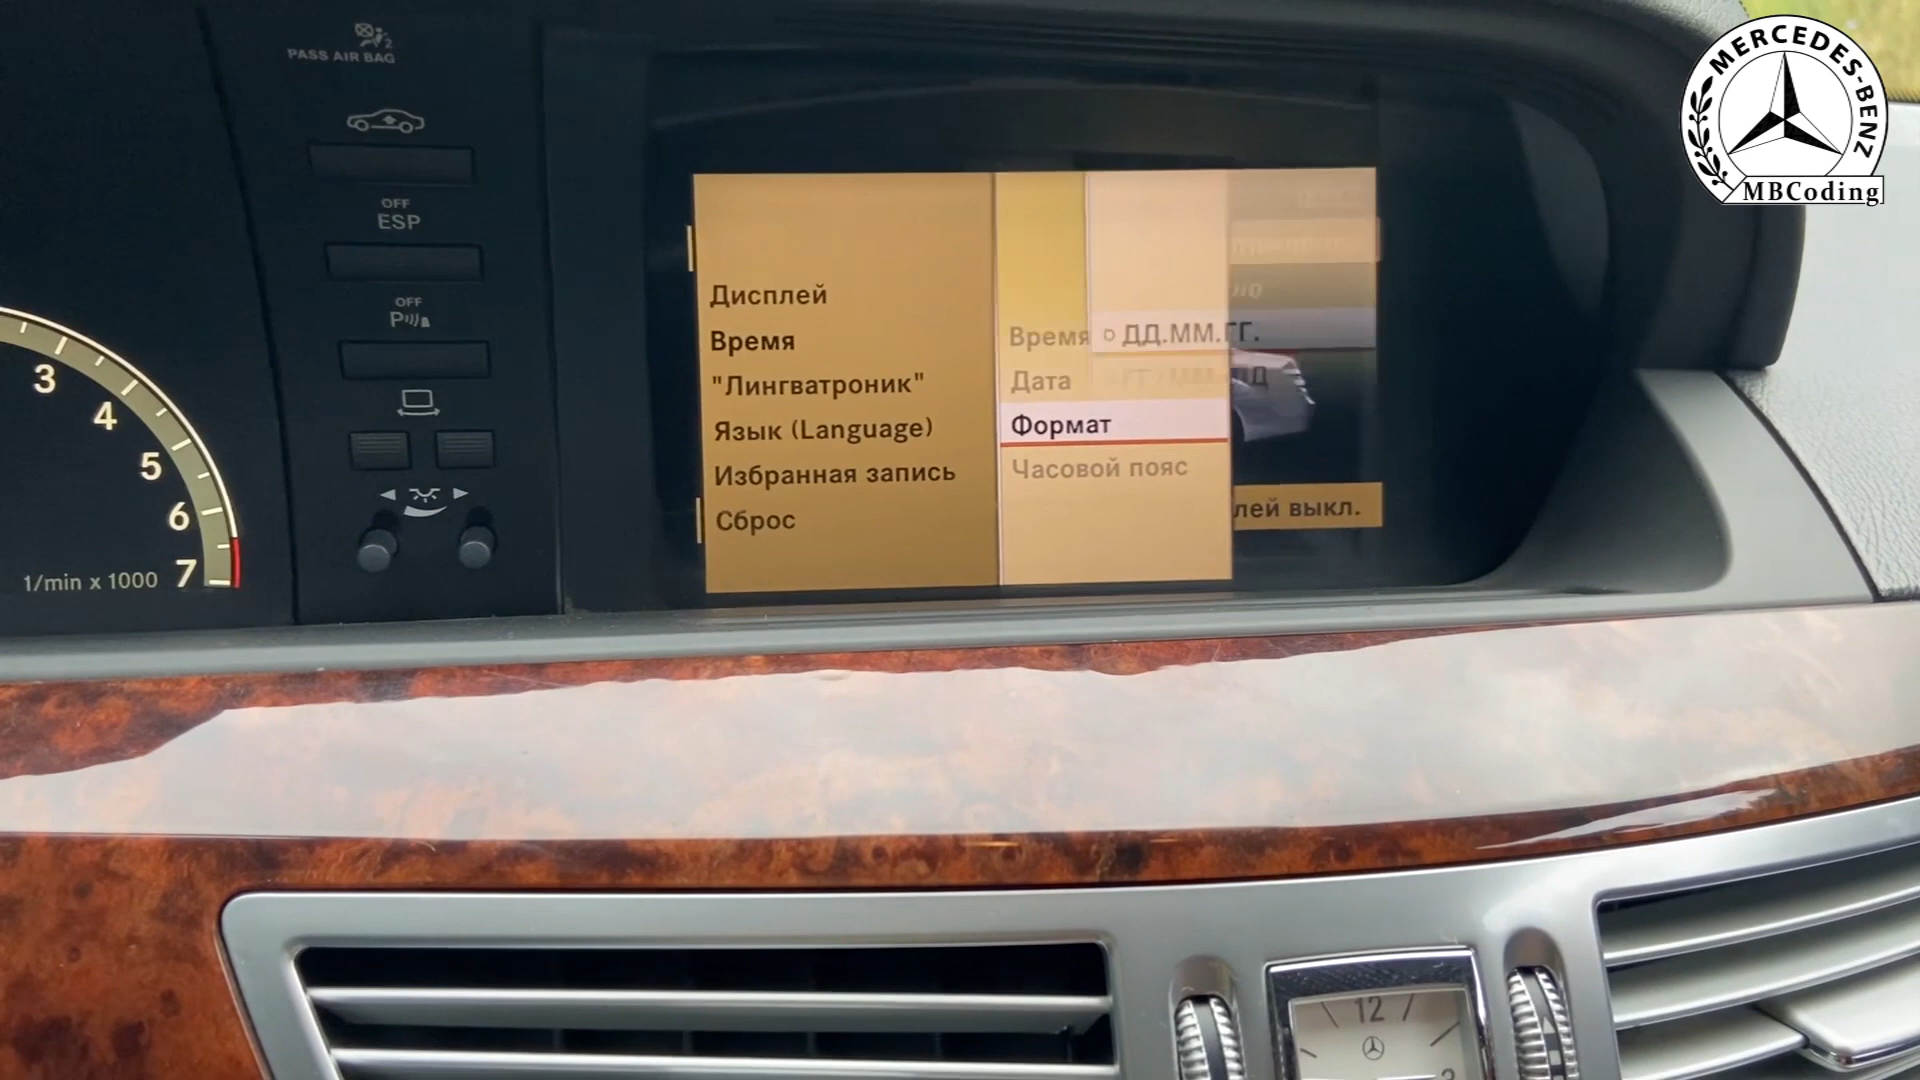 PASS AIR BAG
2
OFF
ESP
OFF
P
3
4
5
6
7
1/min x 1000
Дисплей
Время
"Лингватроник"
Язык (Language)
Избранная запись
Сброс
Время
Дата
Формат
Часовой пояс
ДД.ММ.ГГ.
лей выкл.
12
MERCEDES-BENZ
MBCoding